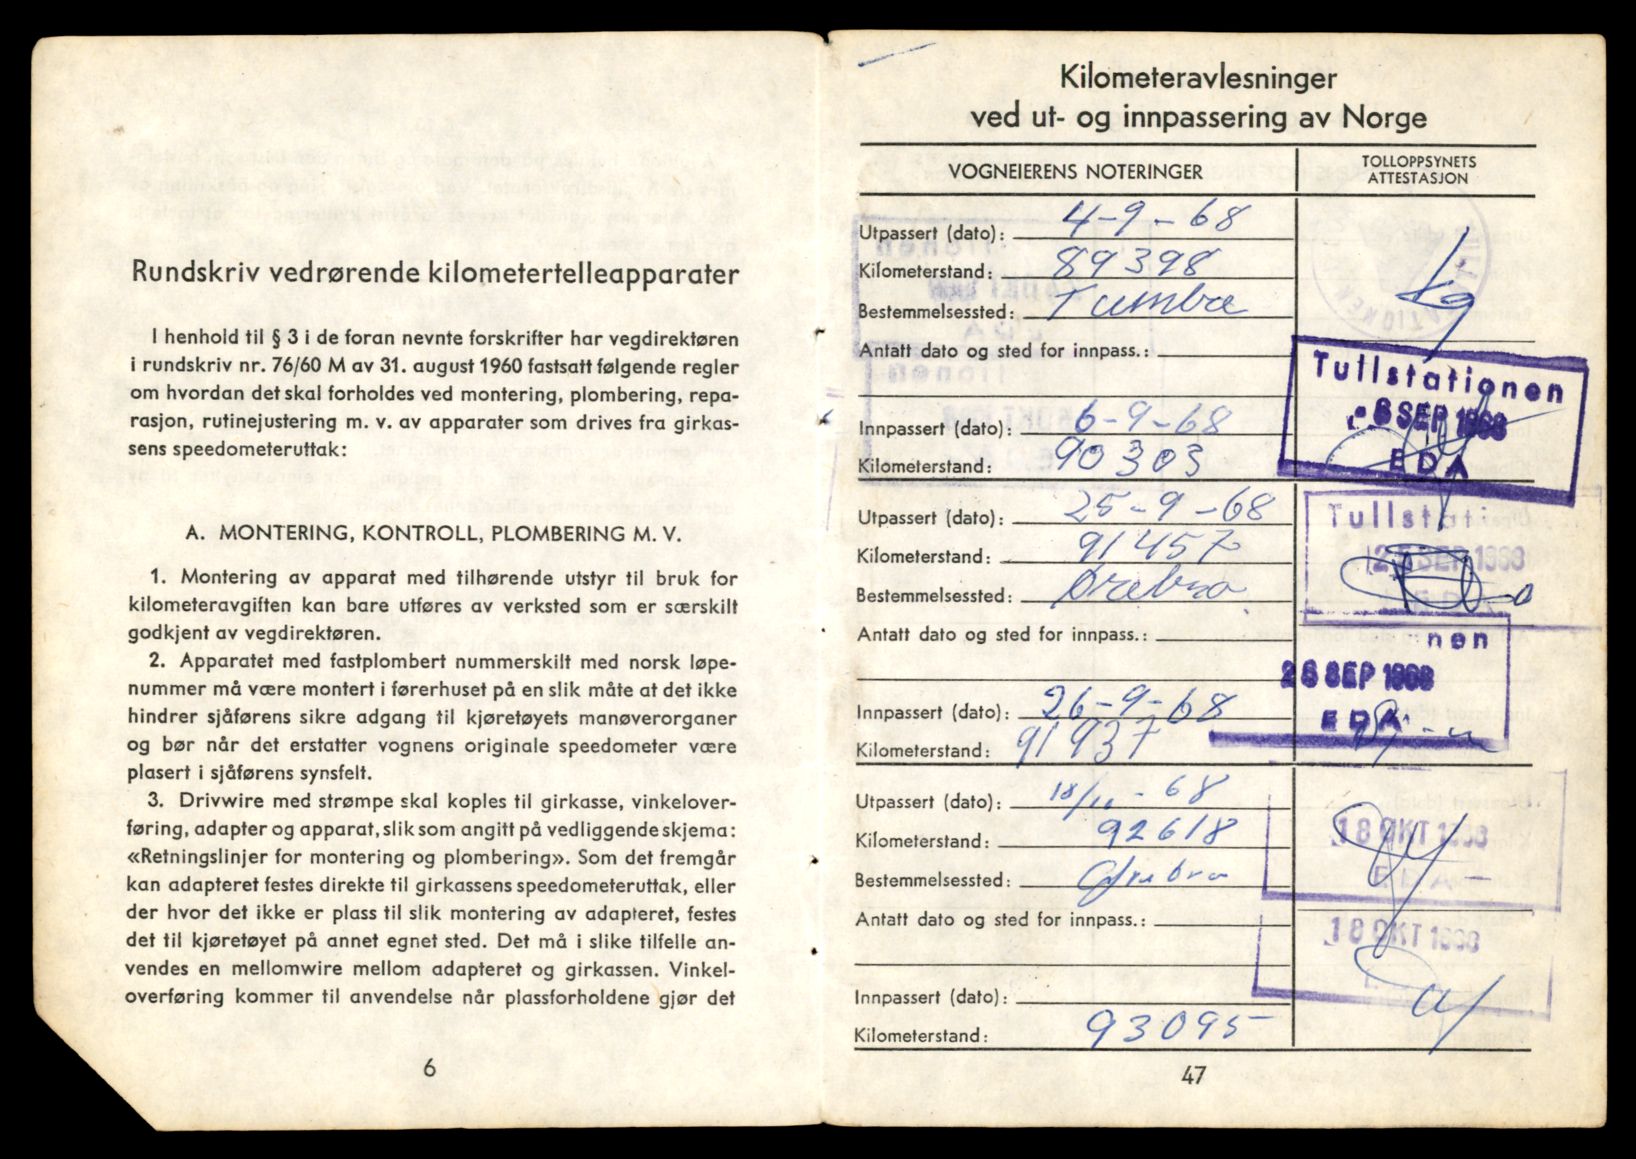 Rundskriv vedrørende kilometertelleapparater
I henhold til § 3 i de foran nevnte forskrifter har vegdirektøren
i rundskriv nr. 76/60 M av 31. august 1960 fastsatt følgende regler
om hvordan det skal forholdes ved montering, plombering, repa-
rasjon, rutinejustering m. v. av apparater som drives fra girkas-
sens speedometeruttak:
A. MONTERING, KONTROLL, PLOMBERING M. V.
1. Montering av apparat med tilhørende utstyr til bruk for
kilometeravgiften kan bare utføres av verksted som er særskilt
godkjent av vegdirektøren.
2. Apparatet med fastplombert nummerskilt med norsk løpe-
nummer må være montert i førerhuset på en slik måte at det ikke
hindrer sjåførens sikre adgang til kjøretøyets manøverorganer
og bør når det erstatter vognens originale speedometer være
plasert i sjåførens synsfelt.
3. Drivwire med strømpe skal koples til girkasse, vinkelover-
føring, adapter og apparat, slik som angitt på vedliggende skjema:
«Retningslinjer for montering og plombering». Som det fremgår
kan adapteret festes direkte til girkassens speedometeruttak, eller
der hvor det ikke er plass til slik montering av adapteret, festes
det til kjøretøyet på annet egnet sted. Det må i slike tilfelle an-
vendes en mellomwire mellom adapteret og girkassen. Vinkel-
overføring kommer til anvendelse når plassforholdene gjør det
6
Kilometeravlesninger
ved ut- og innpassering av Norge
VOGNEIERENS NOTERINGER
TOLLOPPSYNETS
ATTESTASJON
Utpassert (dato): 4-9-68
Kilometerstand: 89398
Bestemmelsessted: Tumba
Antatt dato og sted for innpass.:
Innpassert (dato): 6-9-68
Kilometerstand: 90303
Tullstationen
6 SEP 1968
EDA
Utpassert (dato): 25-9-68
Kilometerstand: 91457
Bestemmelsessted: Ørebro
Antatt dato og sted for innpass.:
Innpassert (dato): 26-9-68
Kilometerstand: 91937
Tullstati
25 SEP 1968
EDA
nen
26 SEP 1968
EDA
Utpassert (dato): 18/10-68
Kilometerstand: 92618
Bestemmelsessted: Ørebro
Antatt dato og sted for innpass.:
Innpassert (dato):
Kilometerstand: 93095
18 OKT 1968
EDA
18 OKT 1968
47